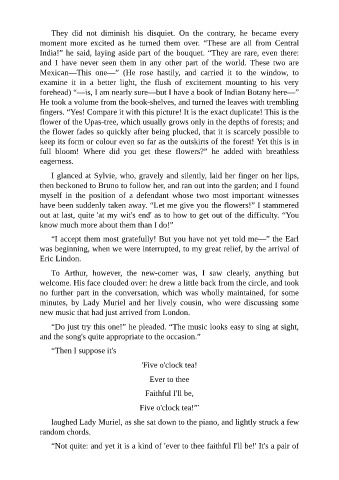 They did not diminish his disquiet. On the contrary, he became every
moment more excited as he turned them over. “These are all from Central
India!” he said, laying aside part of the bouquet. “They are rare, even there:
and I have never seen them in any other part of the world. These two are
Mexican—This one—” (He rose hastily, and carried it to the window, to
examine it in a better light, the flush of excitement mounting to his very
forehead) “—is, I am nearly sure—but I have a book of Indian Botany here—”
He took a volume from the book-shelves, and turned the leaves with trembling
fingers. “Yes! Compare it with this picture! It is the exact duplicate! This is the
flower of the Upas-tree, which usually grows only in the depths of forests; and
the flower fades so quickly after being plucked, that it is scarcely possible to
keep its form or colour even so far as the outskirts of the forest! Yet this is in
full bloom! Where did you get these flowers?” he added with breathless
eagerness.
I glanced at Sylvie, who, gravely and silently, laid her finger on her lips,
then beckoned to Bruno to follow her, and ran out into the garden; and I found
myself in the position of a defendant whose two most important witnesses
have been suddenly taken away. “Let me give you the flowers!” I stammered
out at last, quite 'at my wit's end' as to how to get out of the difficulty. “You
know much more about them than I do!”
“I accept them most gratefully! But you have not yet told me—” the Earl
was beginning, when we were interrupted, to my great relief, by the arrival of
Eric Lindon.
To Arthur, however, the new-comer was, I saw clearly, anything but
welcome. His face clouded over: he drew a little back from the circle, and took
no further part in the conversation, which was wholly maintained, for some
minutes, by Lady Muriel and her lively cousin, who were discussing some
new music that had just arrived from London.
“Do just try this one!” he pleaded. “The music looks easy to sing at sight,
and the song's quite appropriate to the occasion.”
“Then I suppose it's
'Five o'clock tea!
Ever to thee
Faithful I'll be,
Five o'clock tea!”'
laughed Lady Muriel, as she sat down to the piano, and lightly struck a few
random chords.
“Not quite: and yet it is a kind of 'ever to thee faithful I'll be!' It's a pair of